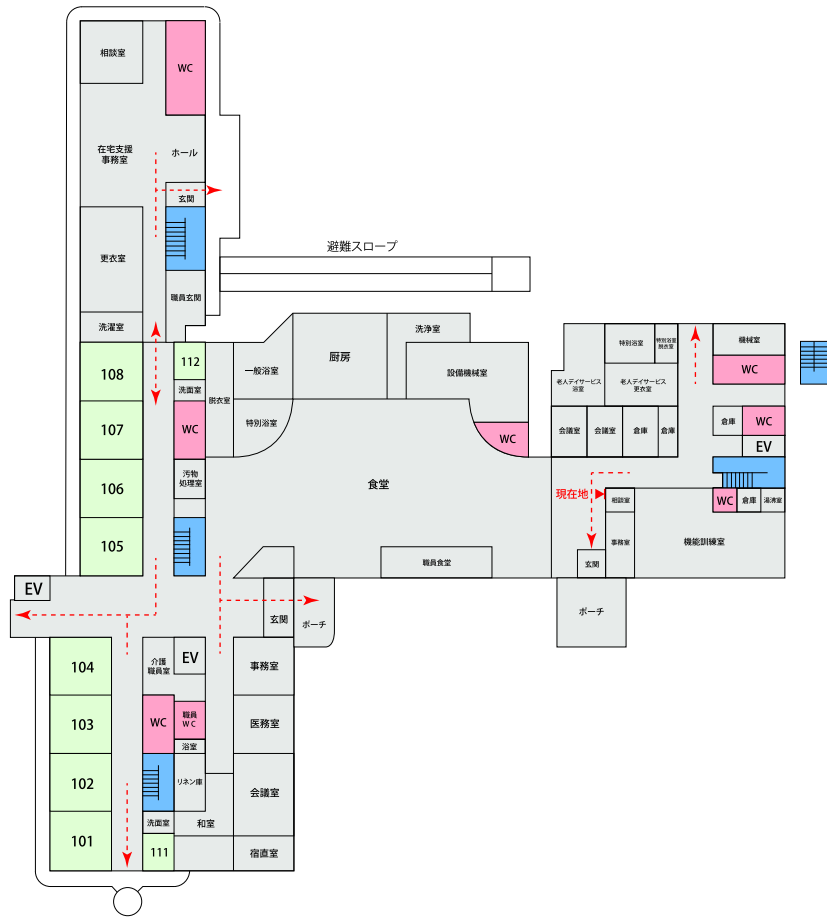 相談室
WC
在宅支援
事務室
ホール
玄関
更衣室
職員玄関
洗濯室
避難スロープ
108
112
洗面室
107
WC
106
汚物
処理室
105
脱衣室
一般浴室
特別浴室
厨房
洗浄室
設備機械室
WC
食堂
職員食堂
特別浴室
特別浴室
脱衣室
機械室
WC
老人デイサービス
浴室
老人デイサービス
更衣室
会議室
会議室
倉庫
倉庫
倉庫
WC
EV
現在地
相談室
WC
倉庫
湯沸室
事務室
機能訓練室
玄関
ポーチ
EV
玄関
ポーチ
104
介護
職員室
EV
事務室
103
WC
職員
WC
医務室
浴室
102
リネン庫
会議室
101
洗面室
和室
111
宿直室